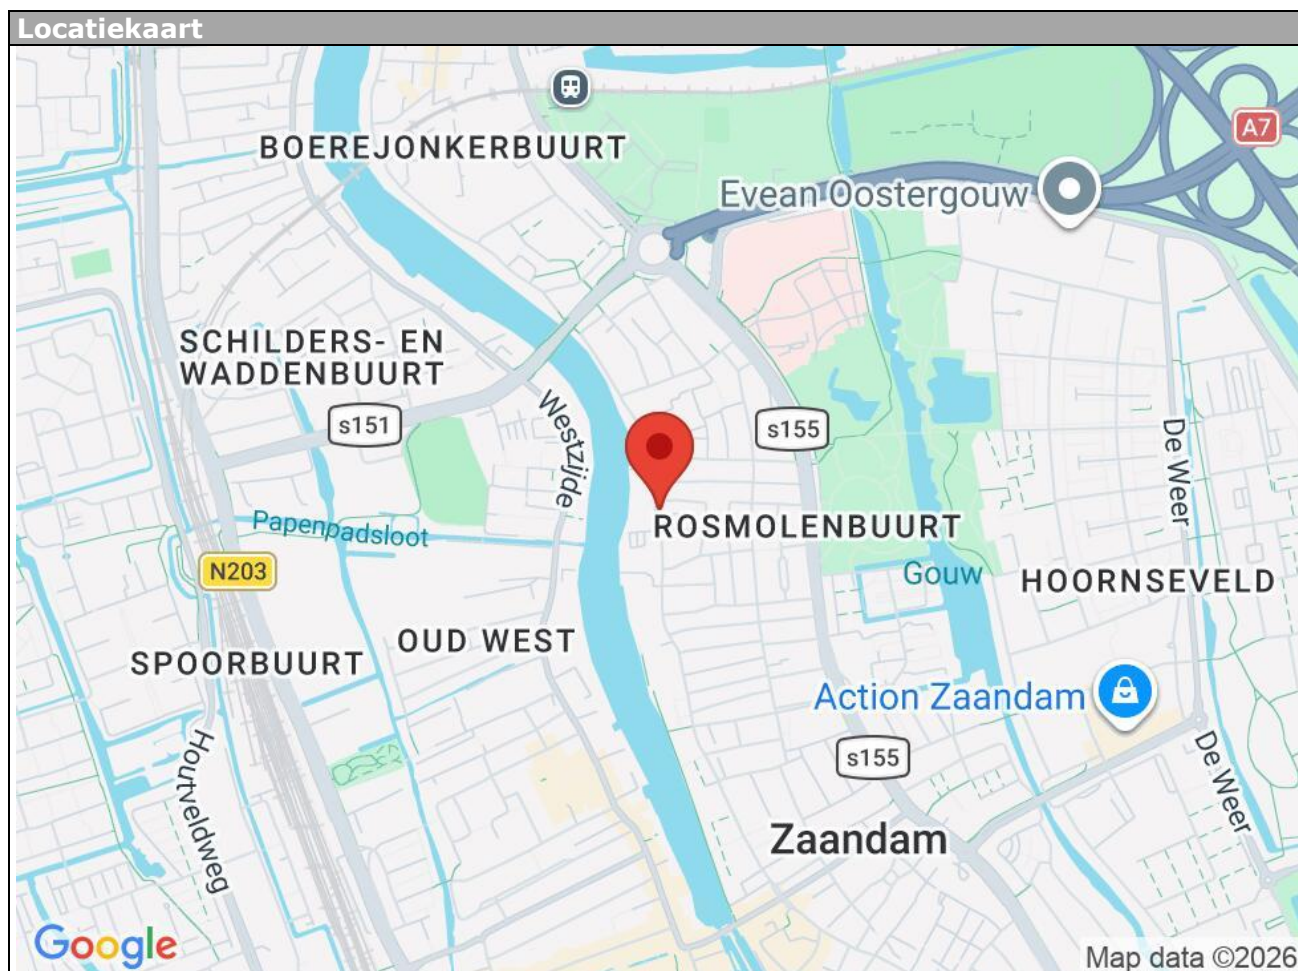 Locatiekaart
BOEREJONKERBUURT
A7
Evean Oostergouw
SCHILDERS- EN
WADDENBUURT
s151
Westzijde
s155
De Weer
Papenpadsloot
ROSMOLENBUURT
N203
Gouw
HOORNSEVELD
OUD WEST
SPOORBUURT
Action Zaandam
Houtveldweg
s155
De Weer
Zaandam
Google
Map data ©2026